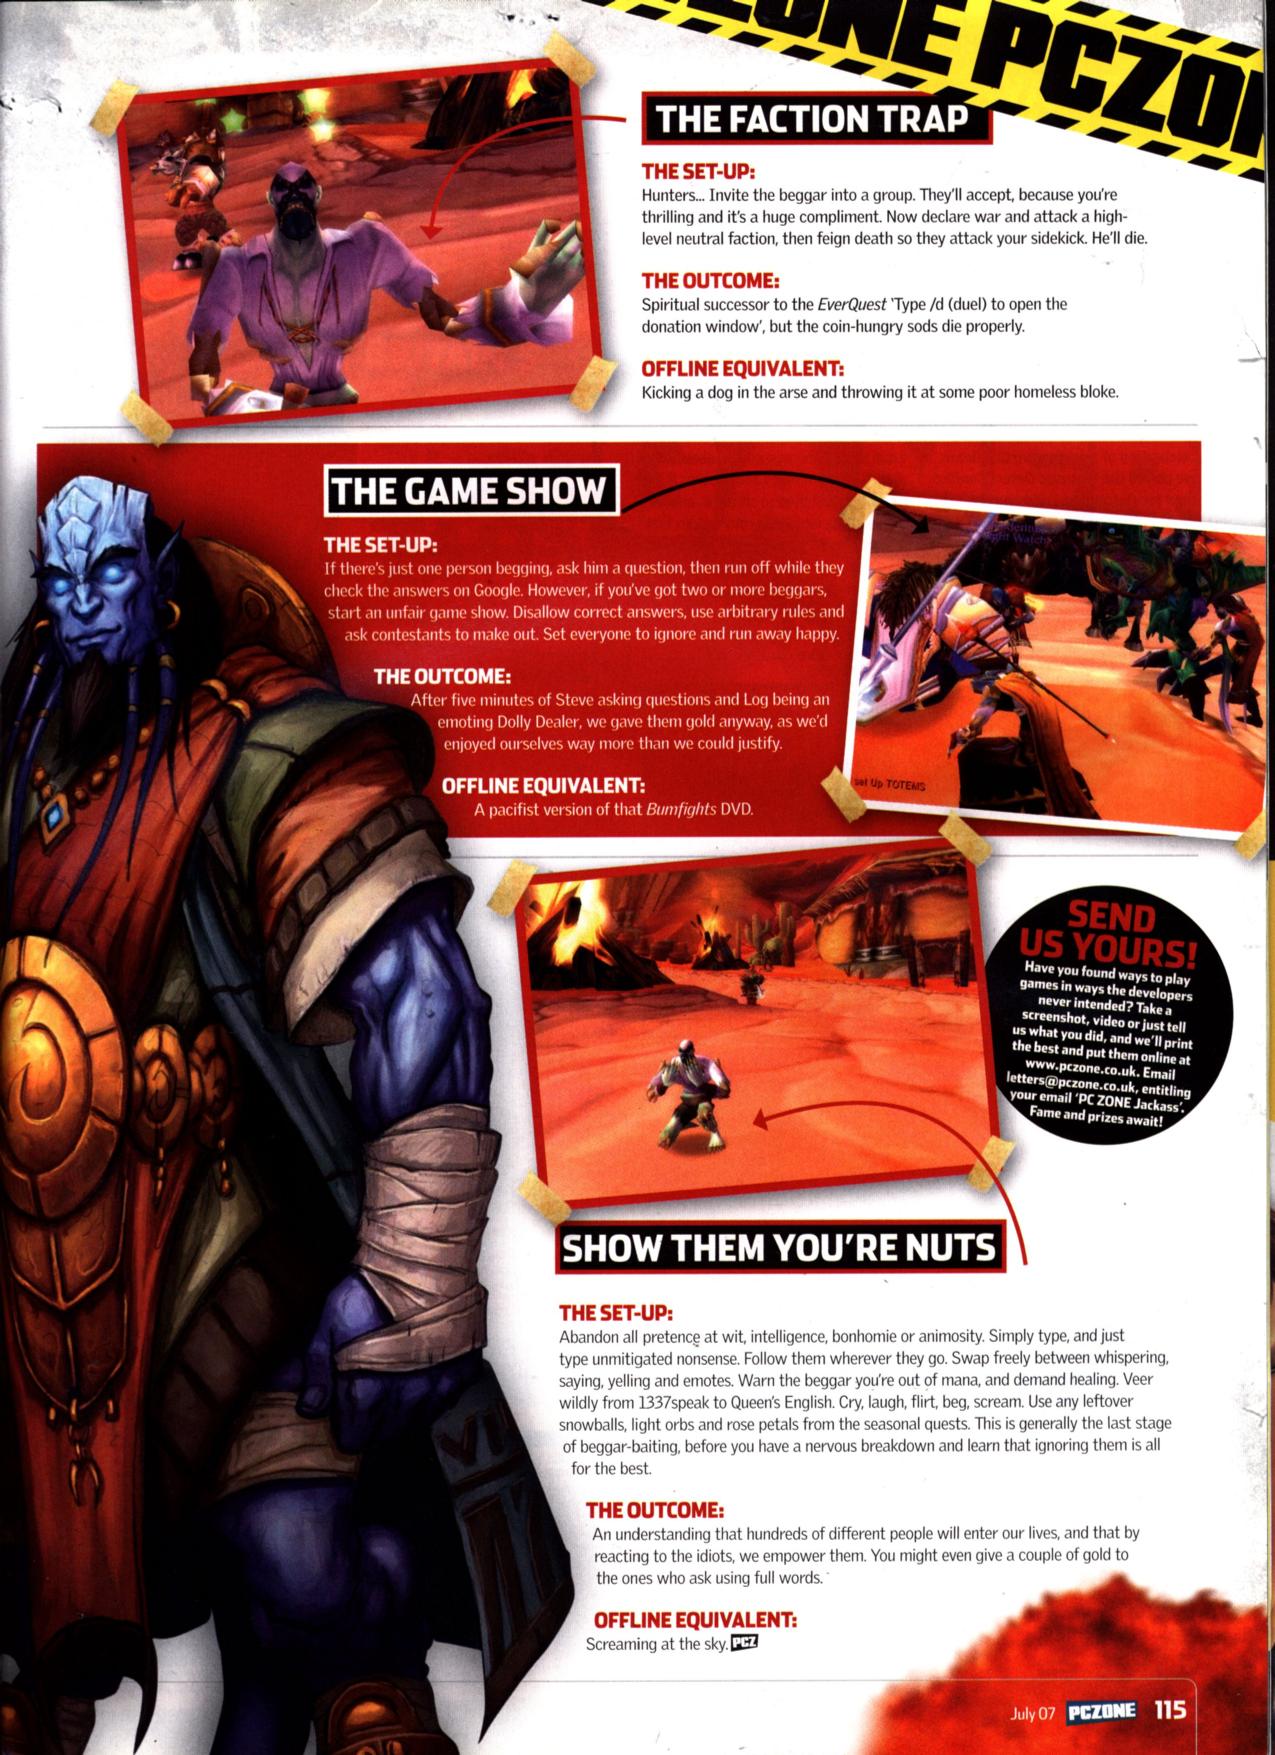 ZONE PCZO
THE FACTION TRAP
THE SET-UP:
Hunters... Invite the beggar into a group. They'll accept, because you're
thrilling and it's a huge compliment. Now declare war and attack a high-
level neutral faction, then feign death so they attack your sidekick. He'll die.
THE OUTCOME:
Spiritual successor to the EverQuest 'Type /d (duel) to open the
donation window', but the coin-hungry sods die properly.
OFFLINE EQUIVALENT:
Kicking a dog in the arse and throwing it at some poor homeless bloke.
THE GAME SHOW
THE SET-UP:
If there's just one person begging, ask him a question, then run off while they
check the answers on Google. However, if you've got two or more beggars,
start an unfair game show. Disallow correct answers, use arbitrary rules and
ask contestants to make out. Set everyone to ignore and run away happy.
THE OUTCOME:
After five minutes of Steve asking questions and Log being an
emoting Dolly Dealer, we gave them gold anyway, as we'd
enjoyed ourselves way more than we could justify.
OFFLINE EQUIVALENT:
A pacifist version of that Bumfights DVD.
set Up TOTEMS
SEND
US YOURS!
Have you found ways to play
games in ways the developers
never intended? Take a
screenshot, video or just tell
us what you did, and we'll print
the best and put them online at
www.pczone.co.uk. Email
letters@pczone.co.uk, entitling
your email 'PC ZONE Jackass'.
Fame and prizes await!
SHOW THEM YOU'RE NUTS
THE SET-UP:
Abandon all pretence at wit, intelligence, bonhomie or animosity. Simply type, and just
type unmitigated nonsense. Follow them wherever they go. Swap freely between whispering,
saying, yelling and emotes. Warn the beggar you're out of mana, and demand healing. Veer
wildly from 1337speak to Queen's English. Cry, laugh, flirt, beg, scream. Use any leftover
snowballs, light orbs and rose petals from the seasonal quests. This is generally the last stage
of beggar-baiting, before you have a nervous breakdown and learn that ignoring them is all
for the best.
THE OUTCOME:
An understanding that hundreds of different people will enter our lives, and that by
reacting to the idiots, we empower them. You might even give a couple of gold to
the ones who ask using full words.
OFFLINE EQUIVALENT:
Screaming at the sky. PCZ
July 07 PCZONE 115